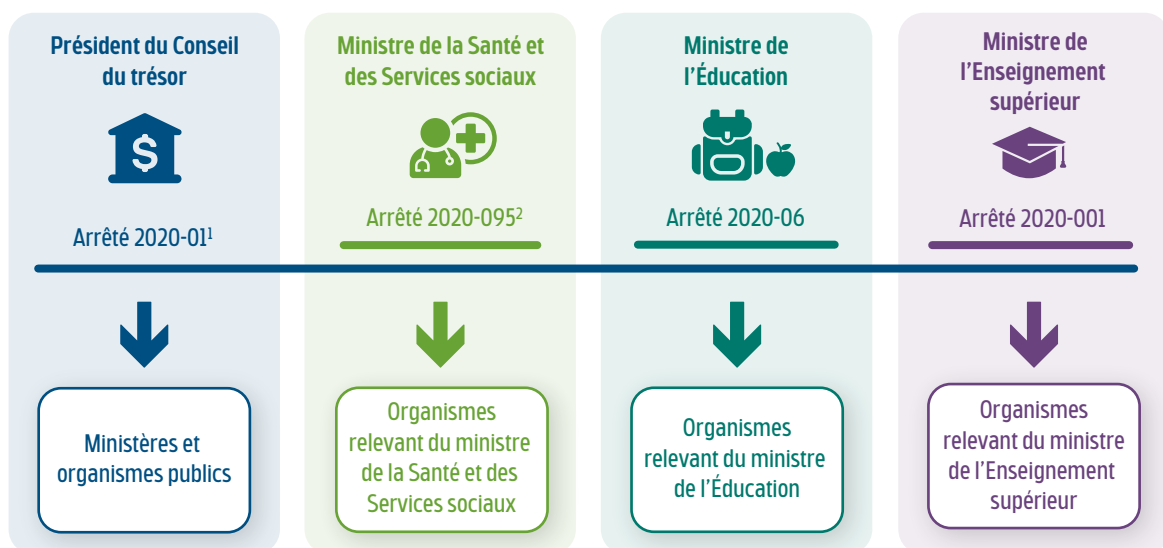 Président du Conseil
du trésor
$
Arrêté 2020-01¹
Ministères et
organismes publics
Ministre de la Santé et
des Services sociaux
Arrêté 2020-095²
Organismes
relevant du ministre
de la Santé et des
Services sociaux
Ministre de
l'Éducation
Arrêté 2020-06
Organismes
relevant du ministre
de l'Éducation
Ministre de
l'Enseignement
supérieur
Arrêté 2020-001
Organismes
relevant du ministre
de l'Enseignement
supérieur